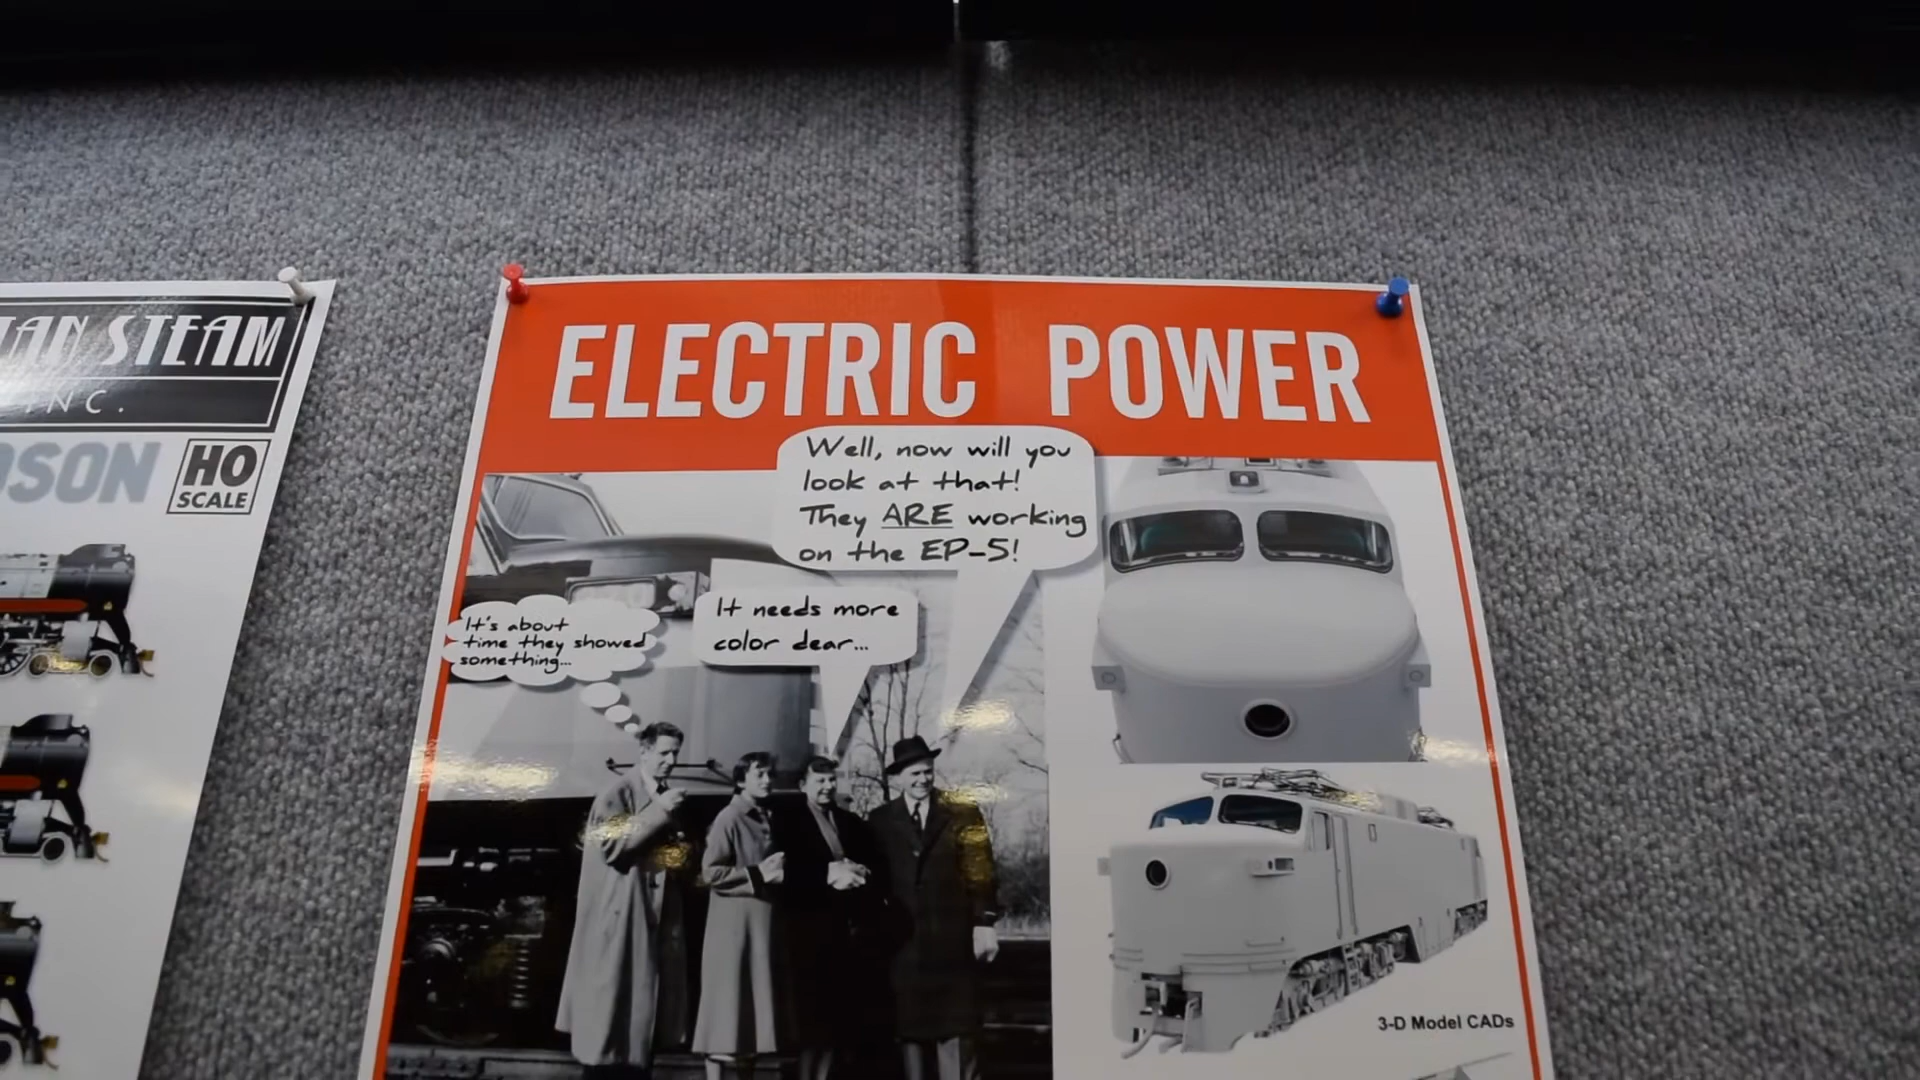 STEAM
INC.
HO
SCALE
ELECTRIC POWER
Well, now will you
look at that!
They ARE working
on the EP-5!
It needs more
color dear...
It's about
time they showed
something...
3-D Model CADs